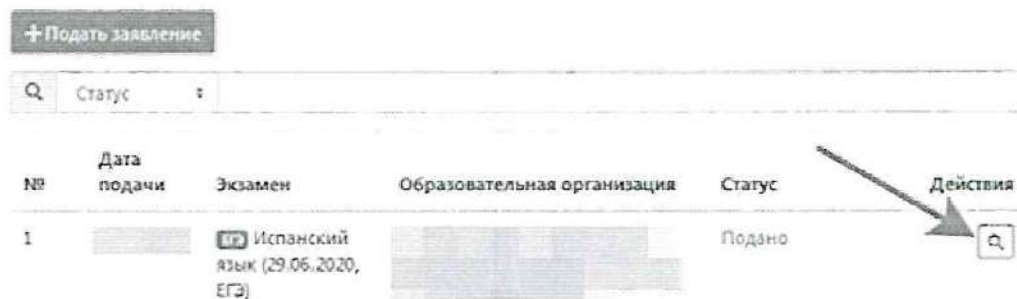 +Подать заявление
Статус
№ Дата подачи Экзамен Образовательная организация Статус Действия
1 Испанский Подано
язык (29.06.2020,
ЕГЭ)